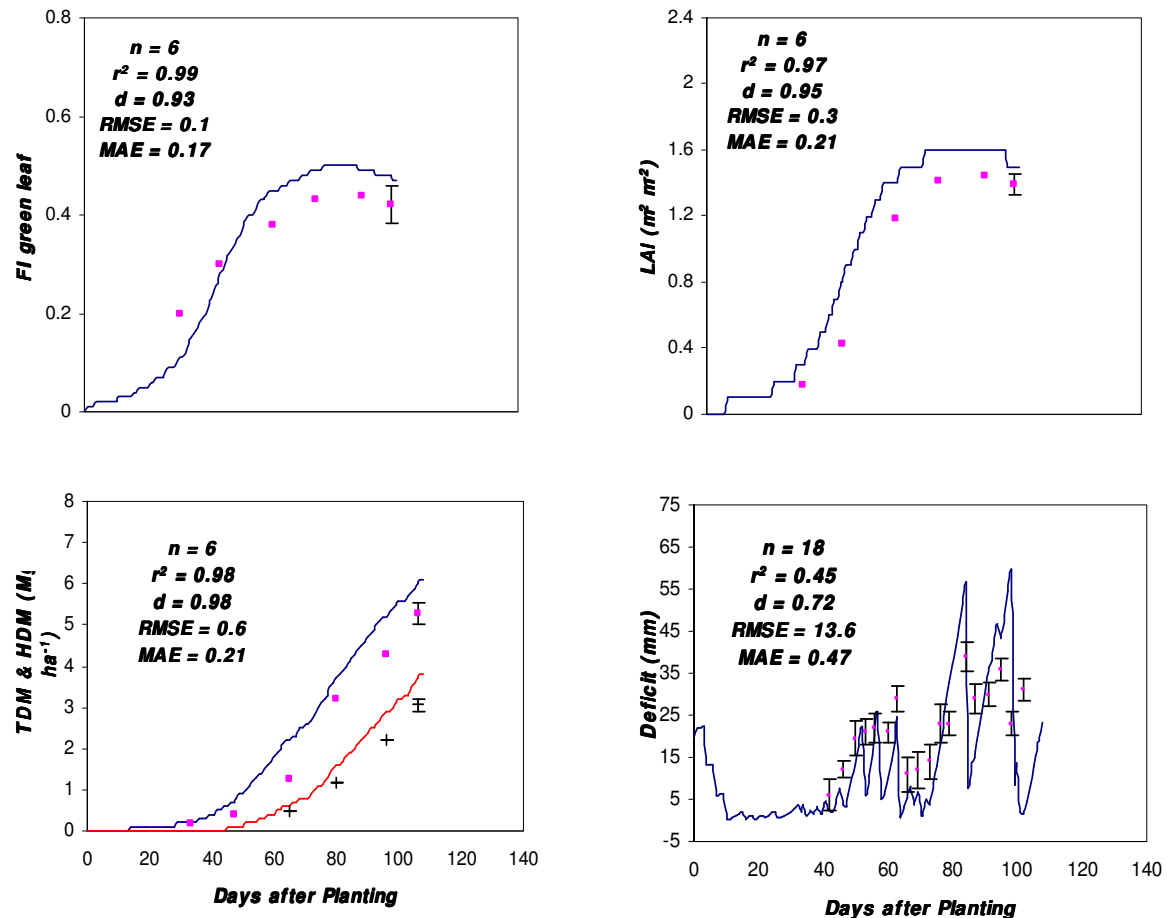 0.8
0.6
0.4
0.2
0
FI green leaf
n = 6
r² = 0.99
d = 0.93
RMSE = 0.1
MAE = 0.17
2.4
2
1.6
1.2
0.8
0.4
0
LAI (m² m²)
n = 6
r² = 0.97
d = 0.95
RMSE = 0.3
MAE = 0.21
8
7
6
5
4
3
2
1
0
TDM & HDM (M
ha⁻¹)
n = 6
r² = 0.98
d = 0.98
RMSE = 0.6
MAE = 0.21
0 20 40 60 80 100 120 140
Days after Planting
75
65
55
45
35
25
15
5
-5
Deficit (mm)
n = 18
r² = 0.45
d = 0.72
RMSE = 13.6
MAE = 0.47
0 20 40 60 80 100 120 140
Days after Planting